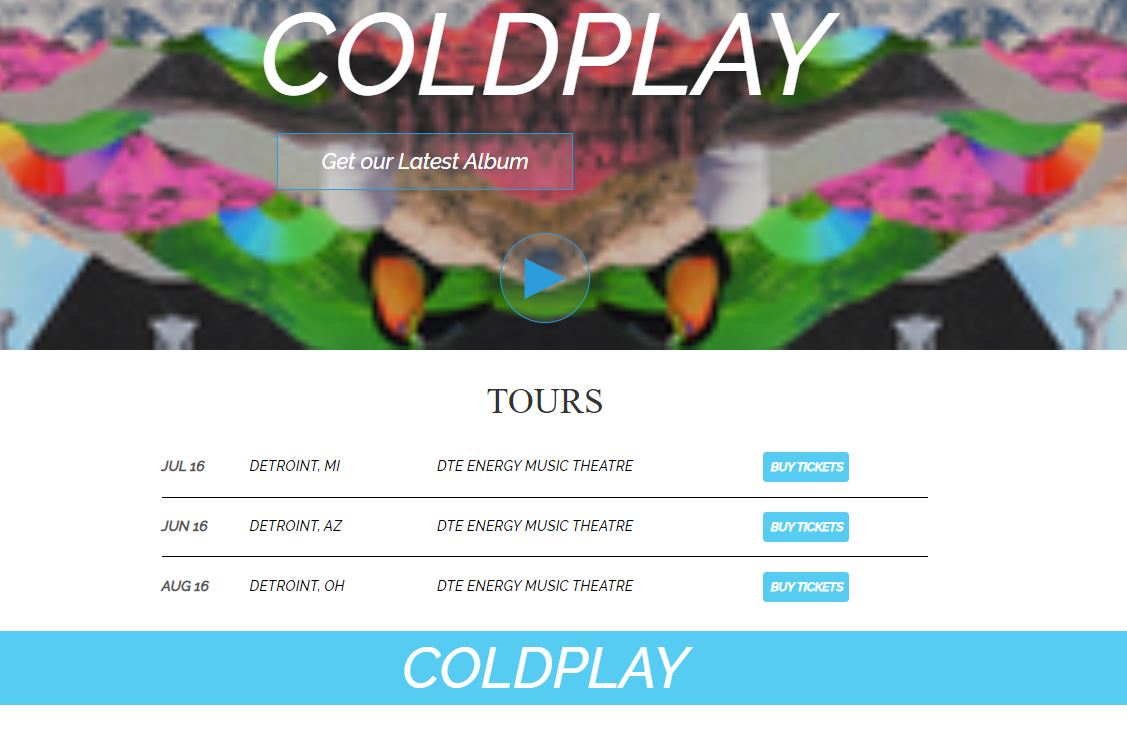 COLDPLAY
Get our Latest Album
TOURS
JUL 16 DETROINT, MI DTE ENERGY MUSIC THEATRE BUY TICKETS
JUN 16 DETROINT, AZ DTE ENERGY MUSIC THEATRE BUY TICKETS
AUG 16 DETROINT, OH DTE ENERGY MUSIC THEATRE BUY TICKETS
COLDPLAY